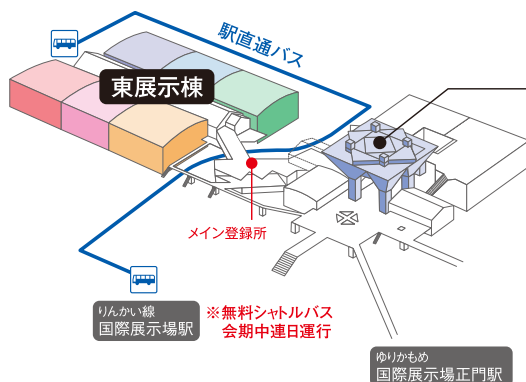 駅直通バス
東展示棟
メイン登録所
りんかい線
国際展示場駅
※無料シャトルバス
会期中連日運行
ゆりかもめ
国際展示場正門駅